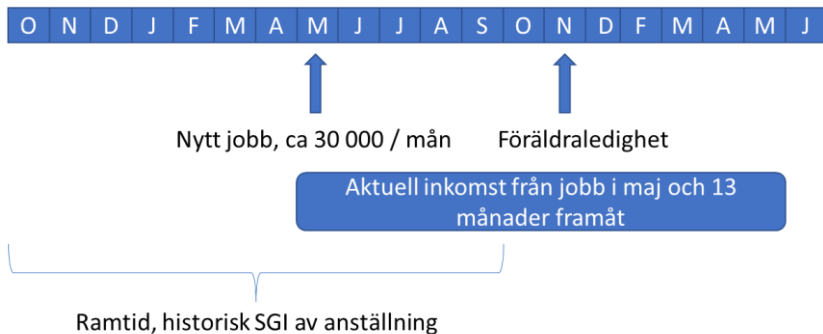 O N D J F M A M J J A S O N D F M A M J
Nytt jobb, ca 30 000 / mån
Föräldraledighet
Aktuell inkomst från jobb i maj och 13
månader framåt
Ramtid, historisk SGI av anställning